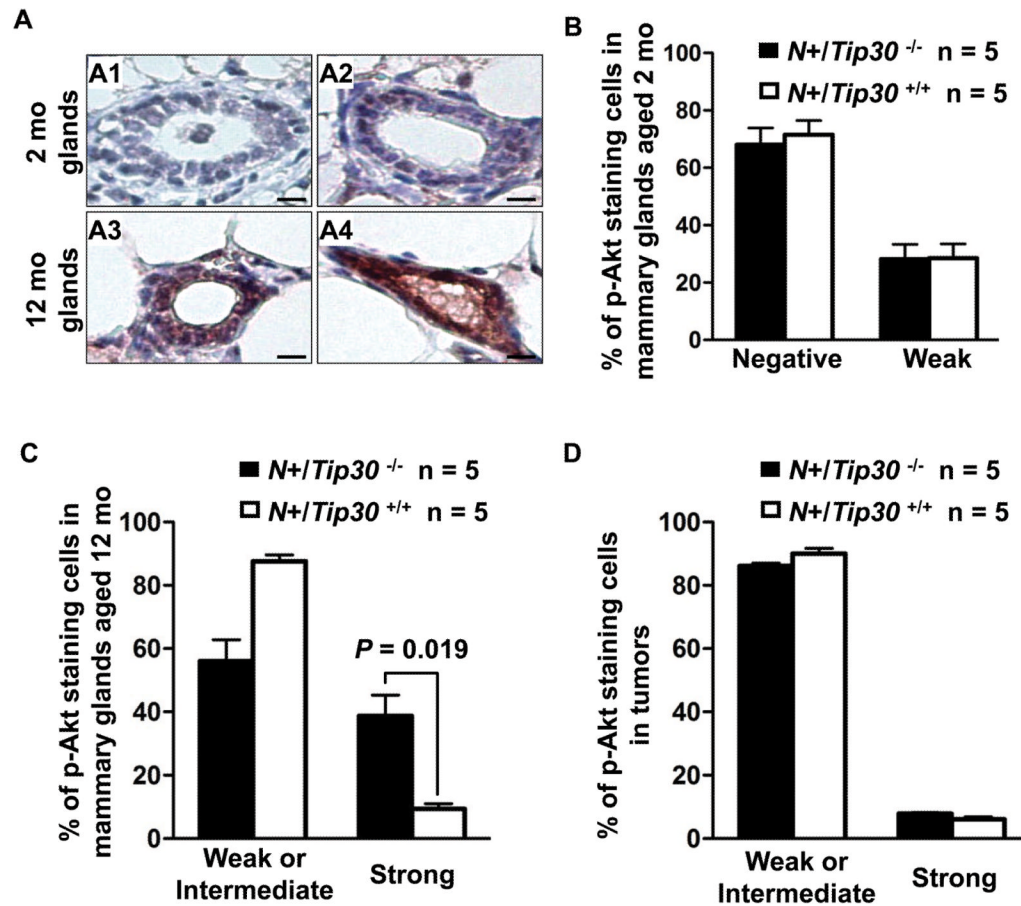 A
2 mo
glands
A1
A2
12 mo
glands
A3
A4
B
% of p-Akt staining cells in
mammary glands aged 2 mo
100
80
60
40
20
0
N+/Tip30 -/- n = 5
N+/Tip30 +/+ n = 5
Negative
Weak
C
% of p-Akt staining cells in
mammary glands aged 12 mo
100
80
60
40
20
0
N+/Tip30 -/- n = 5
N+/Tip30 +/+ n = 5
P = 0.019
Weak or
Intermediate
Strong
D
% of p-Akt staining cells
in tumors
100
80
60
40
20
0
N+/Tip30 -/- n = 5
N+/Tip30 +/+ n = 5
Weak or
Intermediate
Strong